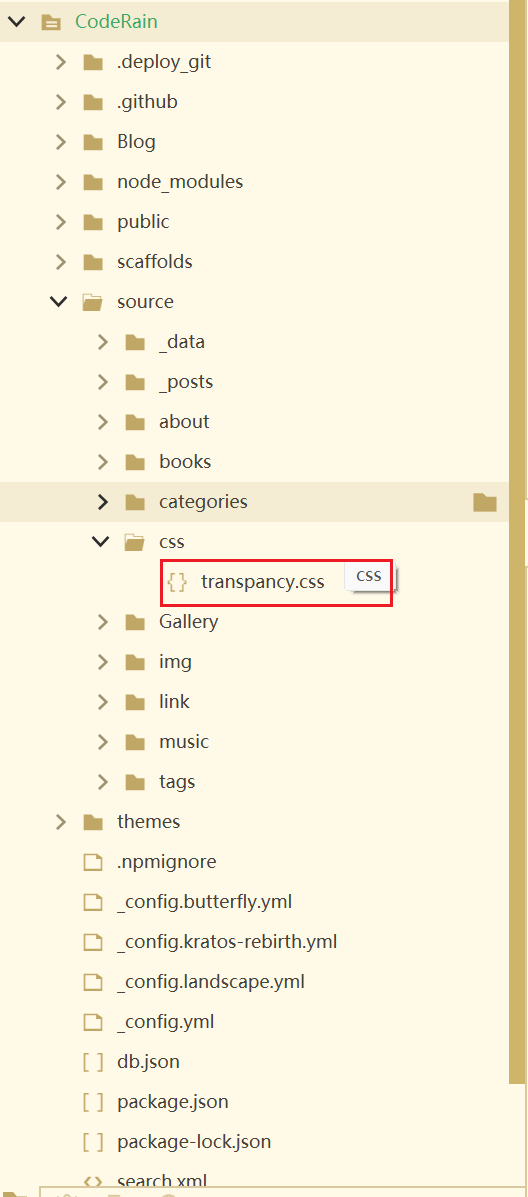 CodeRain
.deploy_git
.github
Blog
node_modules
public
scaffolds
source
_data
_posts
about
books
categories
css
transpancy.css css
Gallery
img
link
music
tags
themes
.npmignore
_config.butterfly.yml
_config.kratos-rebirth.yml
_config.landscape.yml
_config.yml
db.json
package.json
package-lock.json
search.xml